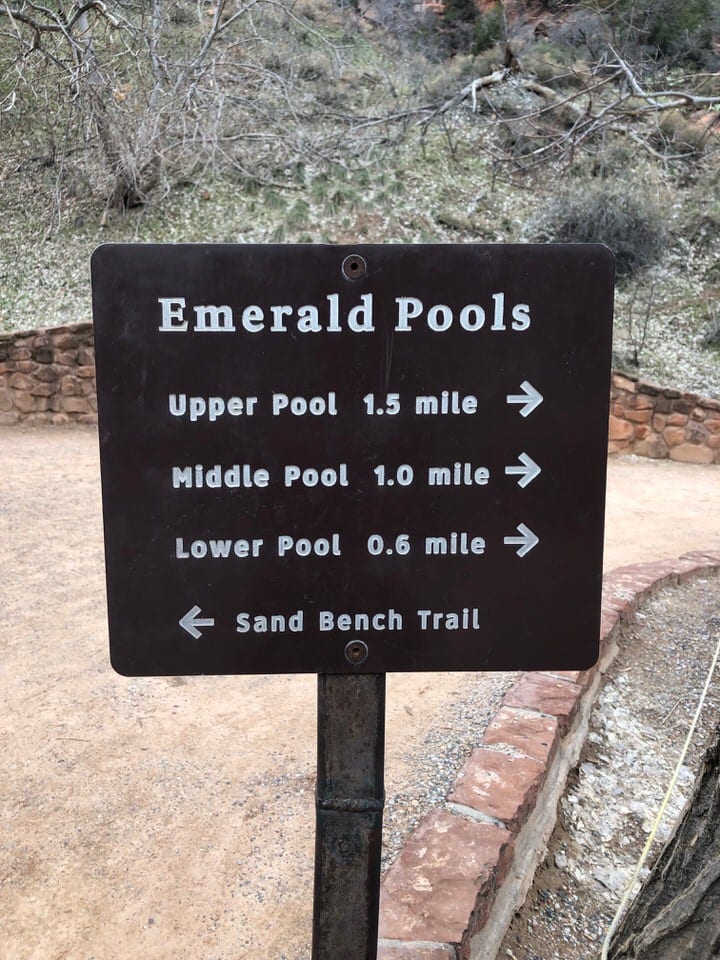 Emerald Pools
Upper Pool 1.5 mile →
Middle Pool 1.0 mile →
Lower Pool 0.6 mile →
← Sand Bench Trail